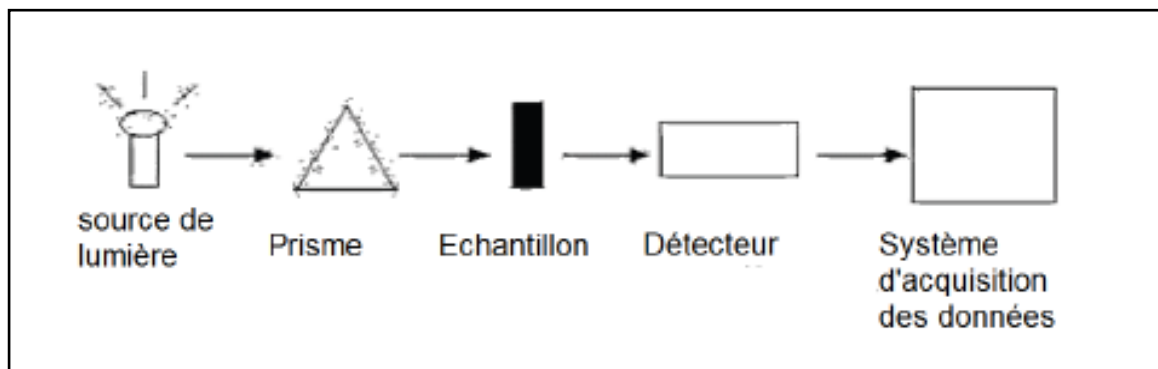 source de
lumière
Prisme
Echantillon
Détecteur
Système
d'acquisition
des données